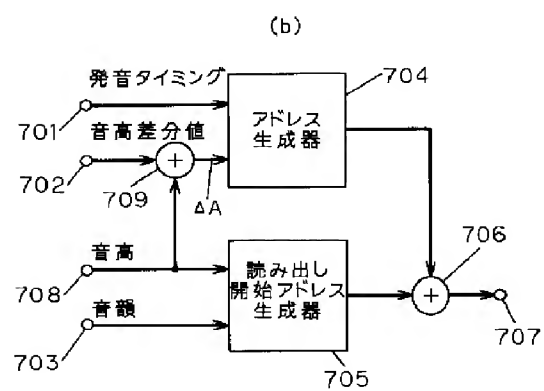 (b)
発音タイミング
704
701
音高差分値
アドレス
生成器
702
+
709
ΔA
706
音高
708
読み出し
開始アドレス
生成器
+
707
音韻
703
705